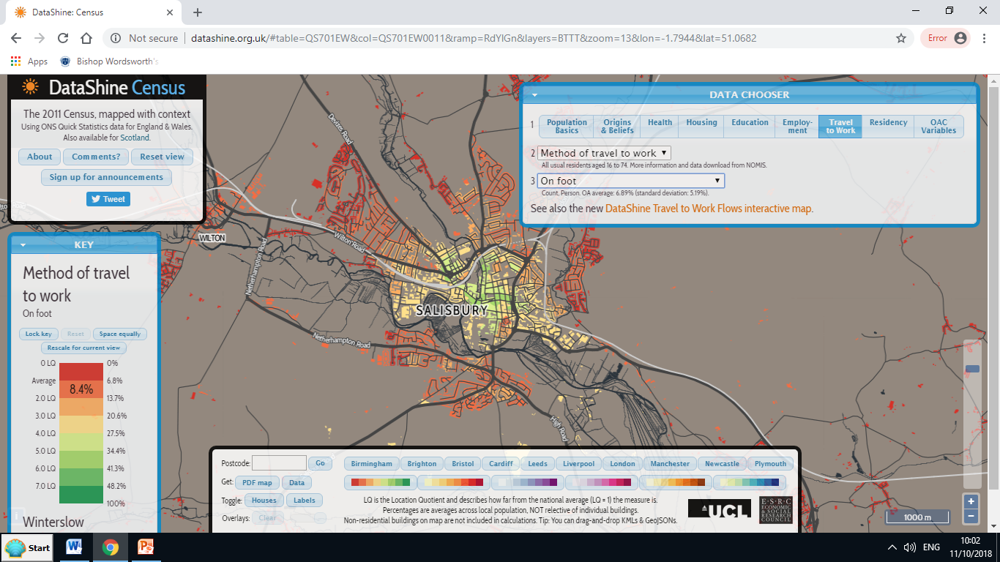 DataShine: Census
Not secure
datashine.org.uk/#table=QS701EW&col=QS701EW0011&ramp=RdYlGn&layers=BTTT&zoom=13&lon=-1.7944&lat=51.0682
Error
Apps
Bishop Wordsworth's
DataShine Census
The 2011 Census, mapped with context
Using ONS Quick Statistics data for England & Wales.
Also available for Scotland.
About
Comments?
Reset view
Sign up for announcements
Tweet
DATA CHOOSER
1
Population Basics
Origins & Beliefs
Health
Housing
Education
Employ-ment
Travel to Work
Residency
OAC Variables
2 Method of travel to work
All usual residents aged 16 to 74. More information and data download from NOMIS.
3 On foot
Count, Person. OA average: 6.89% (standard deviation: 5.19%).
See also the new DataShine Travel to Work Flows interactive map.
KEY
Method of travel
to work
On foot
Lock key
Reset
Space equally
Rescale for current view
0 LQ 0%
Average 6.8%
8.4%
2.0 LQ 13.7%
3.0 LQ 20.6%
4.0 LQ 27.5%
5.0 LQ 34.4%
6.0 LQ 41.3%
7.0 LQ 48.2%
100%
Winterslow
Devizes Road
WILTON
Wilton Road
Netherhampton Road
SALISBURY
Netherhampton Road
High Road
Postcode:
Go
Birmingham
Brighton
Bristol
Cardiff
Leeds
Liverpool
London
Manchester
Newcastle
Plymouth
Get:
PDF map
Data
Toggle:
Houses
Labels
Overlays:
Clear
LQ is the Location Quotient and describes how far from the national average (LQ = 1) the measure is.
Percentages are averages across local population, NOT relective of individual buildings.
Non-residential buildings on map are not included in calculations. Tip: You can drag-and-drop KMLs & GeoJSONs.
UCL
E·S·R·C
ECONOMIC
& SOCIAL
RESEARCH
COUNCIL
1000 m
Start
ENG
10:02
11/10/2018